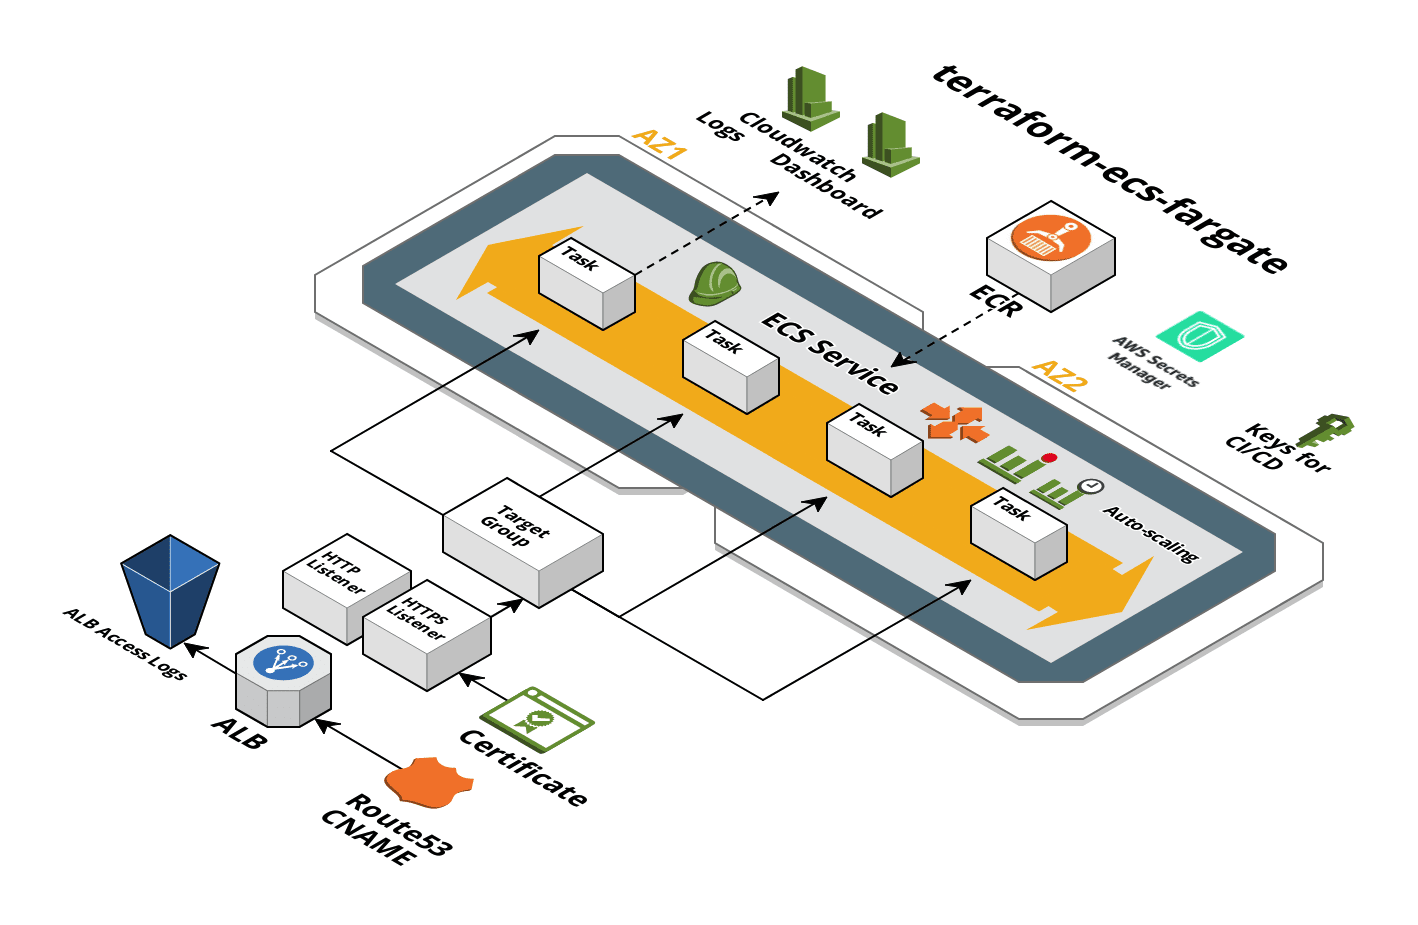 terraform-ecs-fargate
Logs
Cloudwatch
Dashboard
AZ1
Task
ECR
ECS Service
Task
AWS Secrets
Manager
AZ2
Task
Keys for
CI/CD
Task
Auto-scaling
Target
Group
HTTP
Listener
HTTPS
Listener
ALB Access Logs
ALB
Certificate
Route53
CNAME